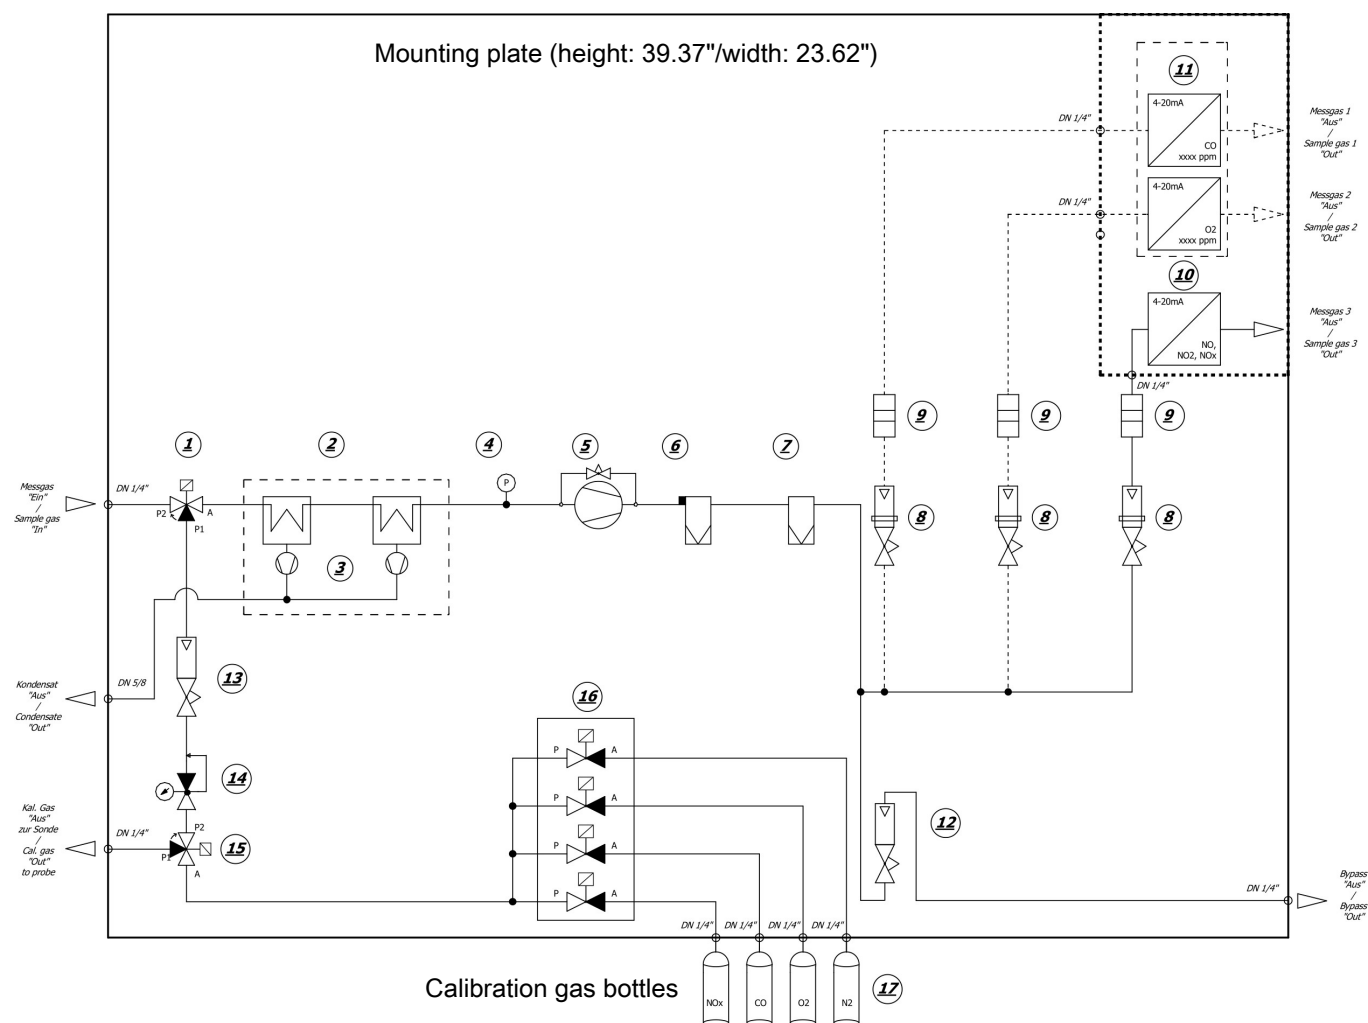 Mounting plate (height: 39.37"/width: 23.62")
11
4-20mA
CO
xxxx ppm
DN 1/4"
Messgas 1
"Aus"
/
Sample gas 1
"Out"
4-20mA
O2
xxxx ppm
DN 1/4"
Messgas 2
"Aus"
/
Sample gas 2
"Out"
10
4-20mA
NO,
NO2, NOx
Messgas 3
"Aus"
/
Sample gas 3
"Out"
DN 1/4"
9
9
9
1
2
4
5
6
7
Messgas
"Ein"
/
Sample gas
"In"
DN 1/4"
P2
A
P1
P
8
8
8
3
Kondensat
"Aus"
/
Condensate
"Out"
DN 5/8
13
16
P
A
P
A
P
A
P
A
14
Kal. Gas
"Aus"
zur Sonde
/
Cal. gas
"Out"
to probe
DN 1/4"
P2
P1
A
15
12
DN 1/4"
Bypass
"Aus"
/
Bypass
"Out"
DN 1/4"
DN 1/4"
DN 1/4"
DN 1/4"
Calibration gas bottles
NOx
CO
O2
N2
17